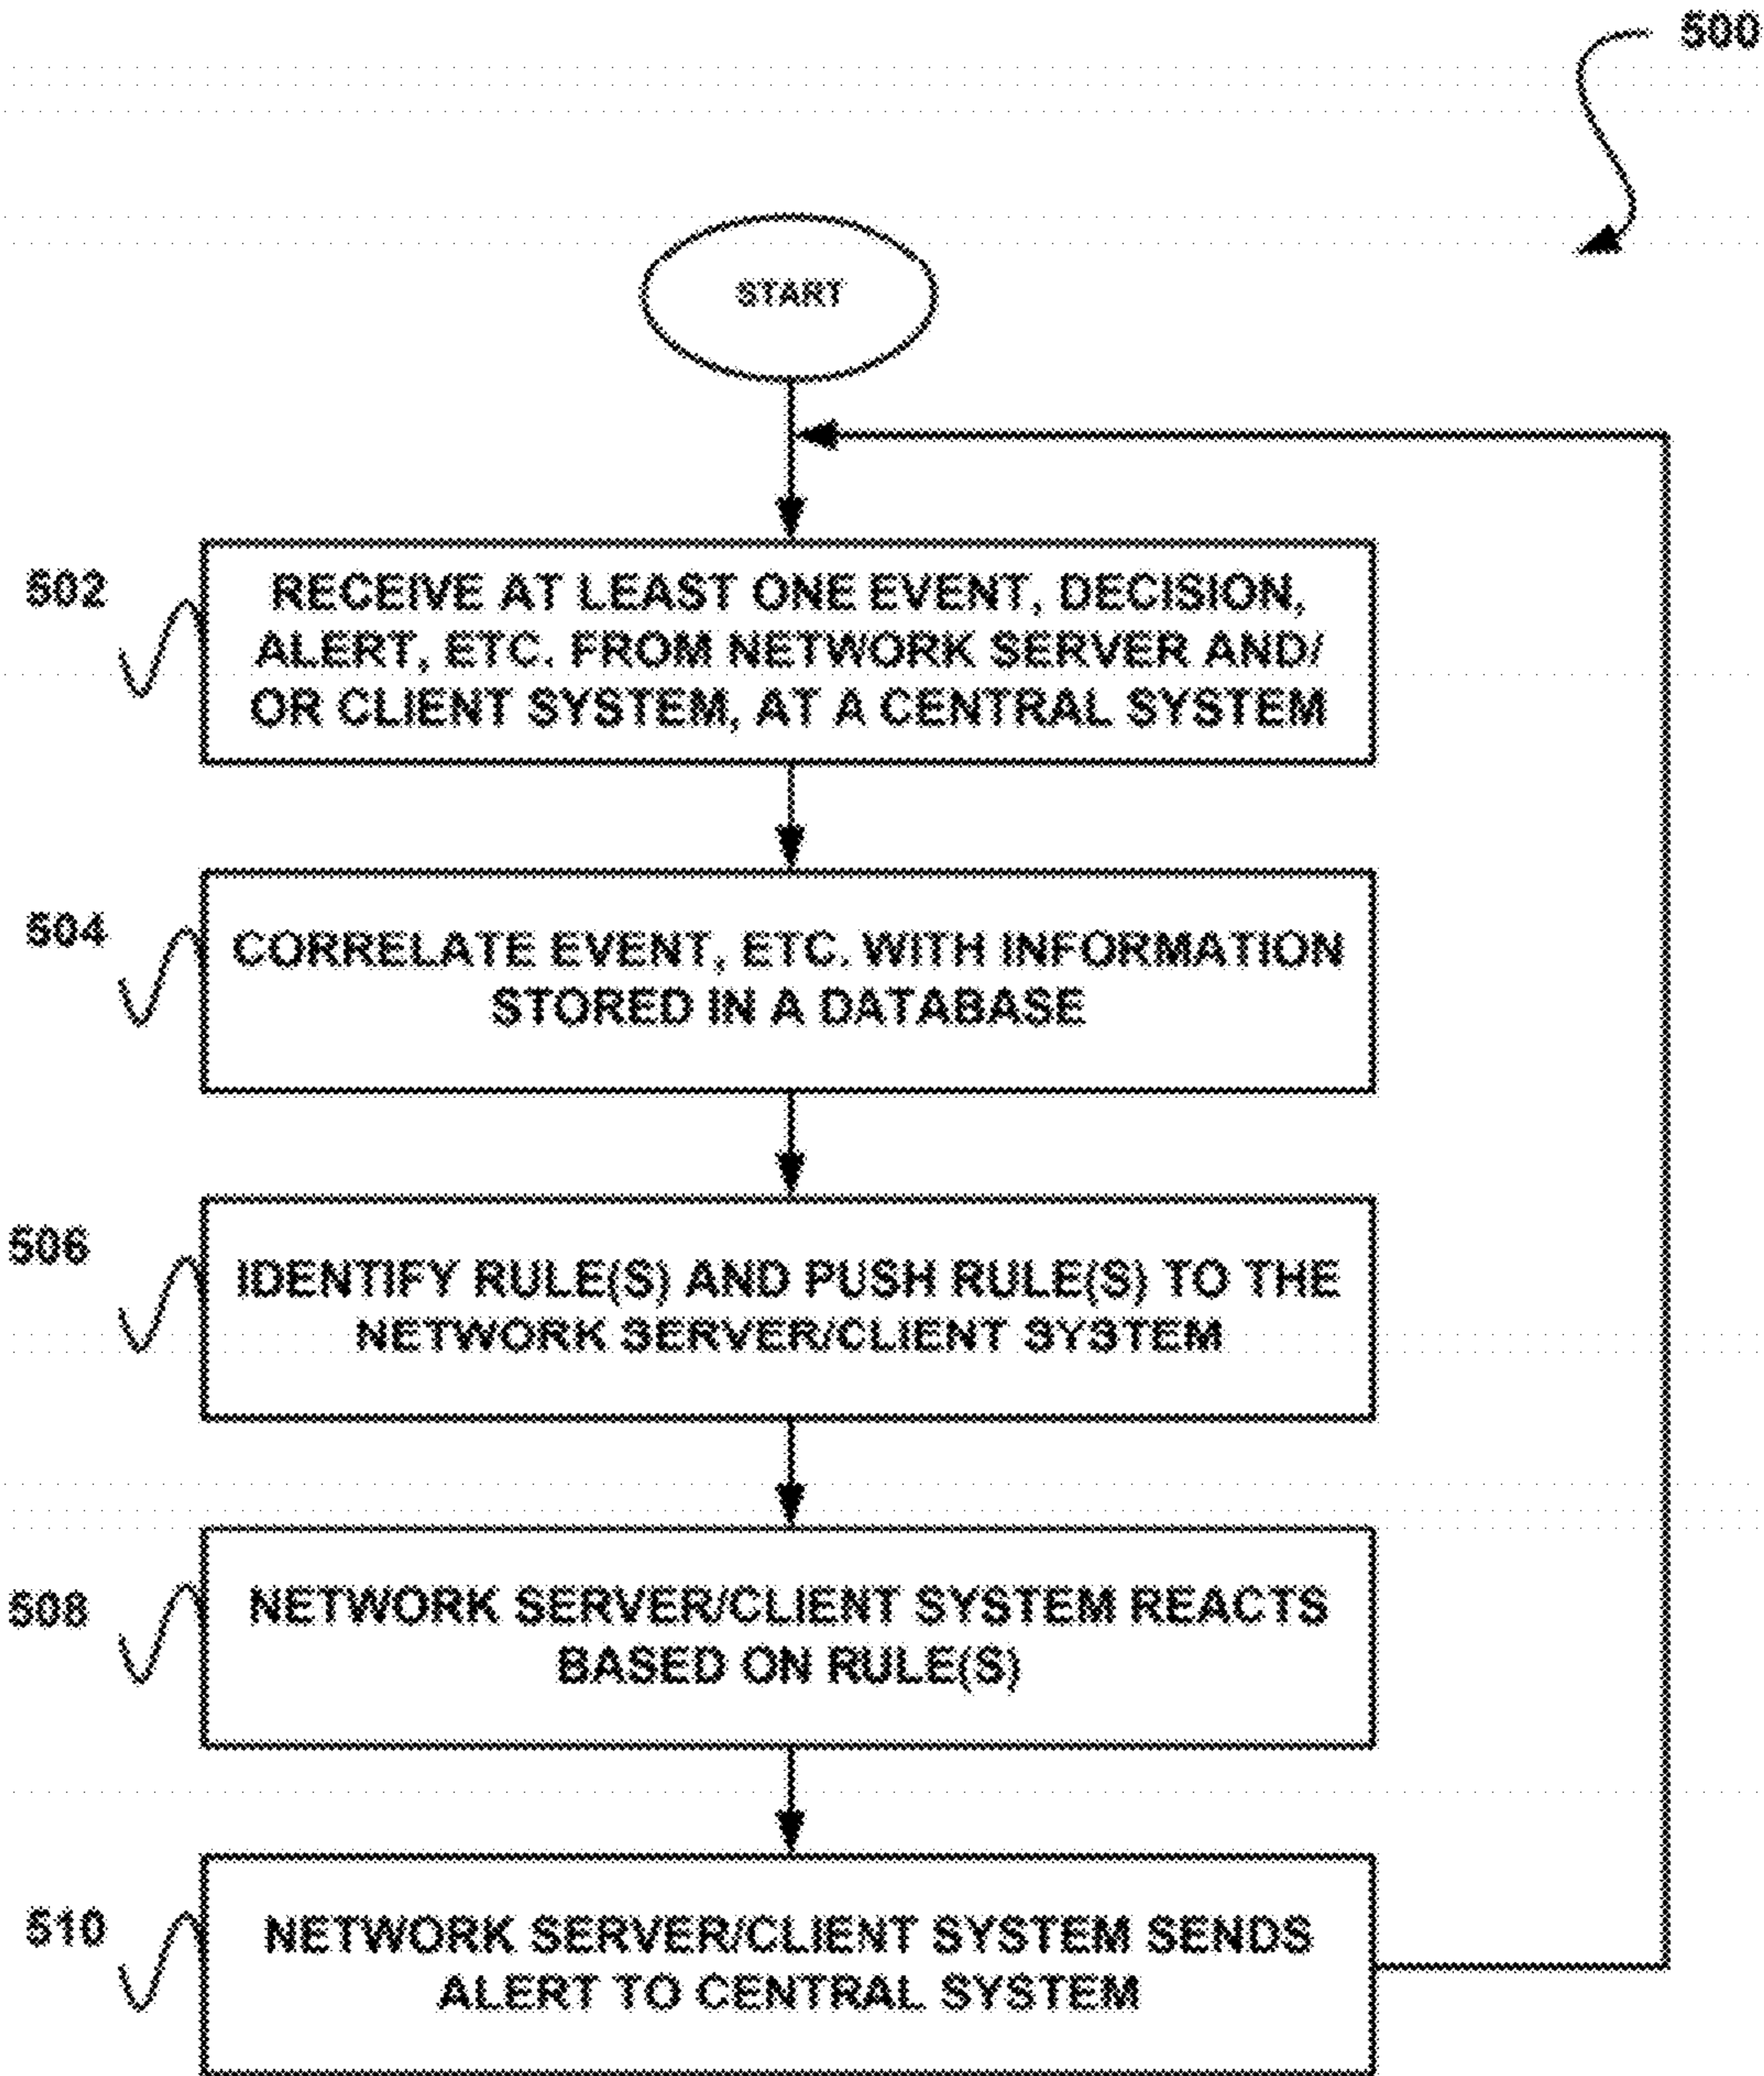 500
START
502
RECEIVE AT LEAST ONE EVENT, DECISION,
ALERT, ETC. FROM NETWORK SERVER AND/
OR CLIENT SYSTEM, AT A CENTRAL SYSTEM
504
CORRELATE EVENT, ETC. WITH INFORMATION
STORED IN A DATABASE
506
IDENTIFY RULE(S) AND PUSH RULE(S) TO THE
NETWORK SERVER/CLIENT SYSTEM
508
NETWORK SERVER/CLIENT SYSTEM REACTS
BASED ON RULE(S)
510
NETWORK SERVER/CLIENT SYSTEM SENDS
ALERT TO CENTRAL SYSTEM